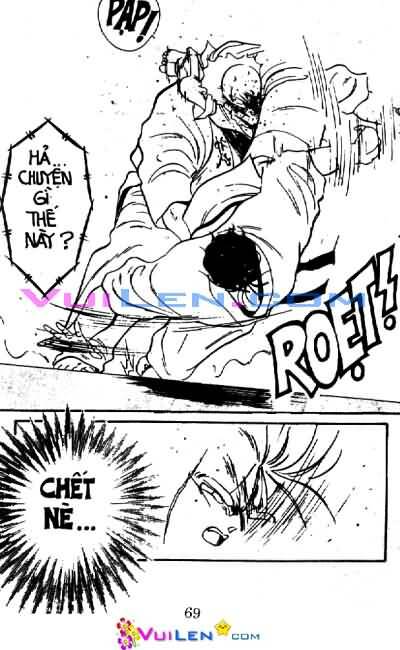 PẠP!
HẢ...
CHUYỆN
GÌ
THẾ
NÀY?
VUILEN.COM
ROẸT!!
CHẾT
NÈ...
69
VUILEN.COM